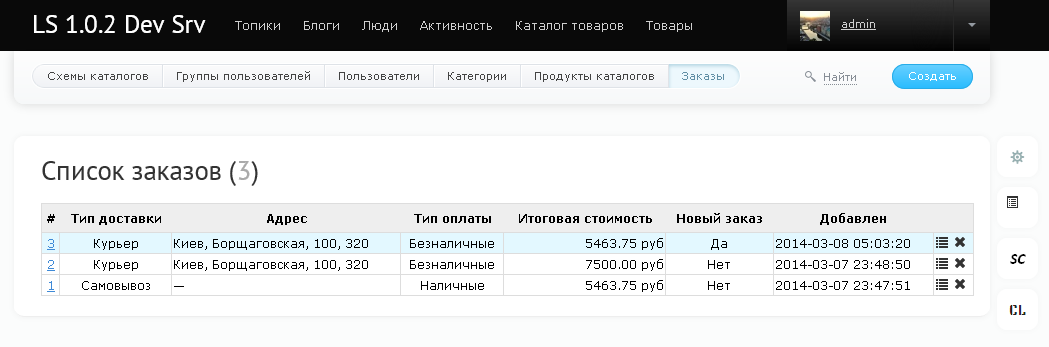 LS 1.0.2 Dev Srv Топики Блоги Люди Активность Каталог товаров Товары admin
Схемы каталогов Группы пользователей Пользователи Категории Продукты каталогов Заказы Найти Создать
Список заказов (3)
# Тип доставки Адрес Тип оплаты Итоговая стоимость Новый заказ Добавлен
3 Курьер Киев, Борщаговская, 100, 320 Безналичные 5463.75 руб Да 2014-03-08 05:03:20
2 Курьер Киев, Борщаговская, 100, 320 Безналичные 7500.00 руб Нет 2014-03-07 23:48:50
1 Самовывоз — Наличные 5463.75 руб Нет 2014-03-07 23:47:51
SC
CL